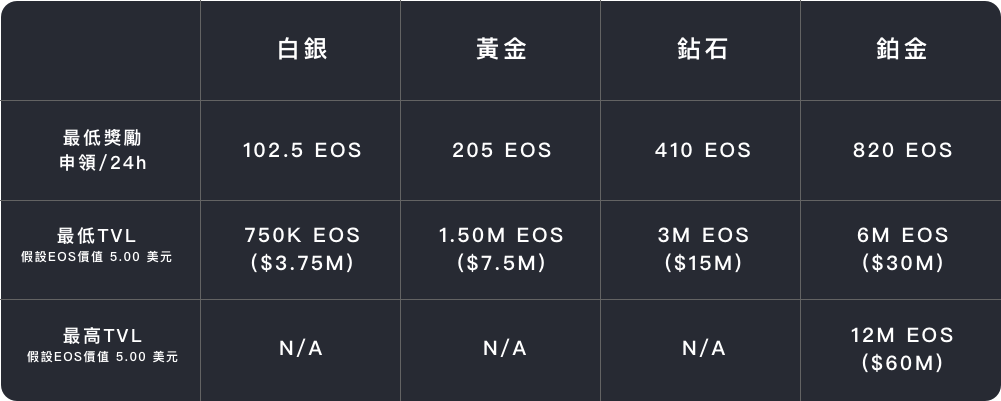 白銀 黃金 鉆石 鉑金
最低獎勵
申領/24h
102.5 EOS 205 EOS 410 EOS 820 EOS
最低TVL
假設EOS價值 5.00 美元
750K EOS 1.50M EOS 3M EOS 6M EOS
($3.75M) ($7.5M) ($15M) ($30M)
最高TVL
假設EOS價值 5.00 美元
N/A N/A N/A
12M EOS
($60M)